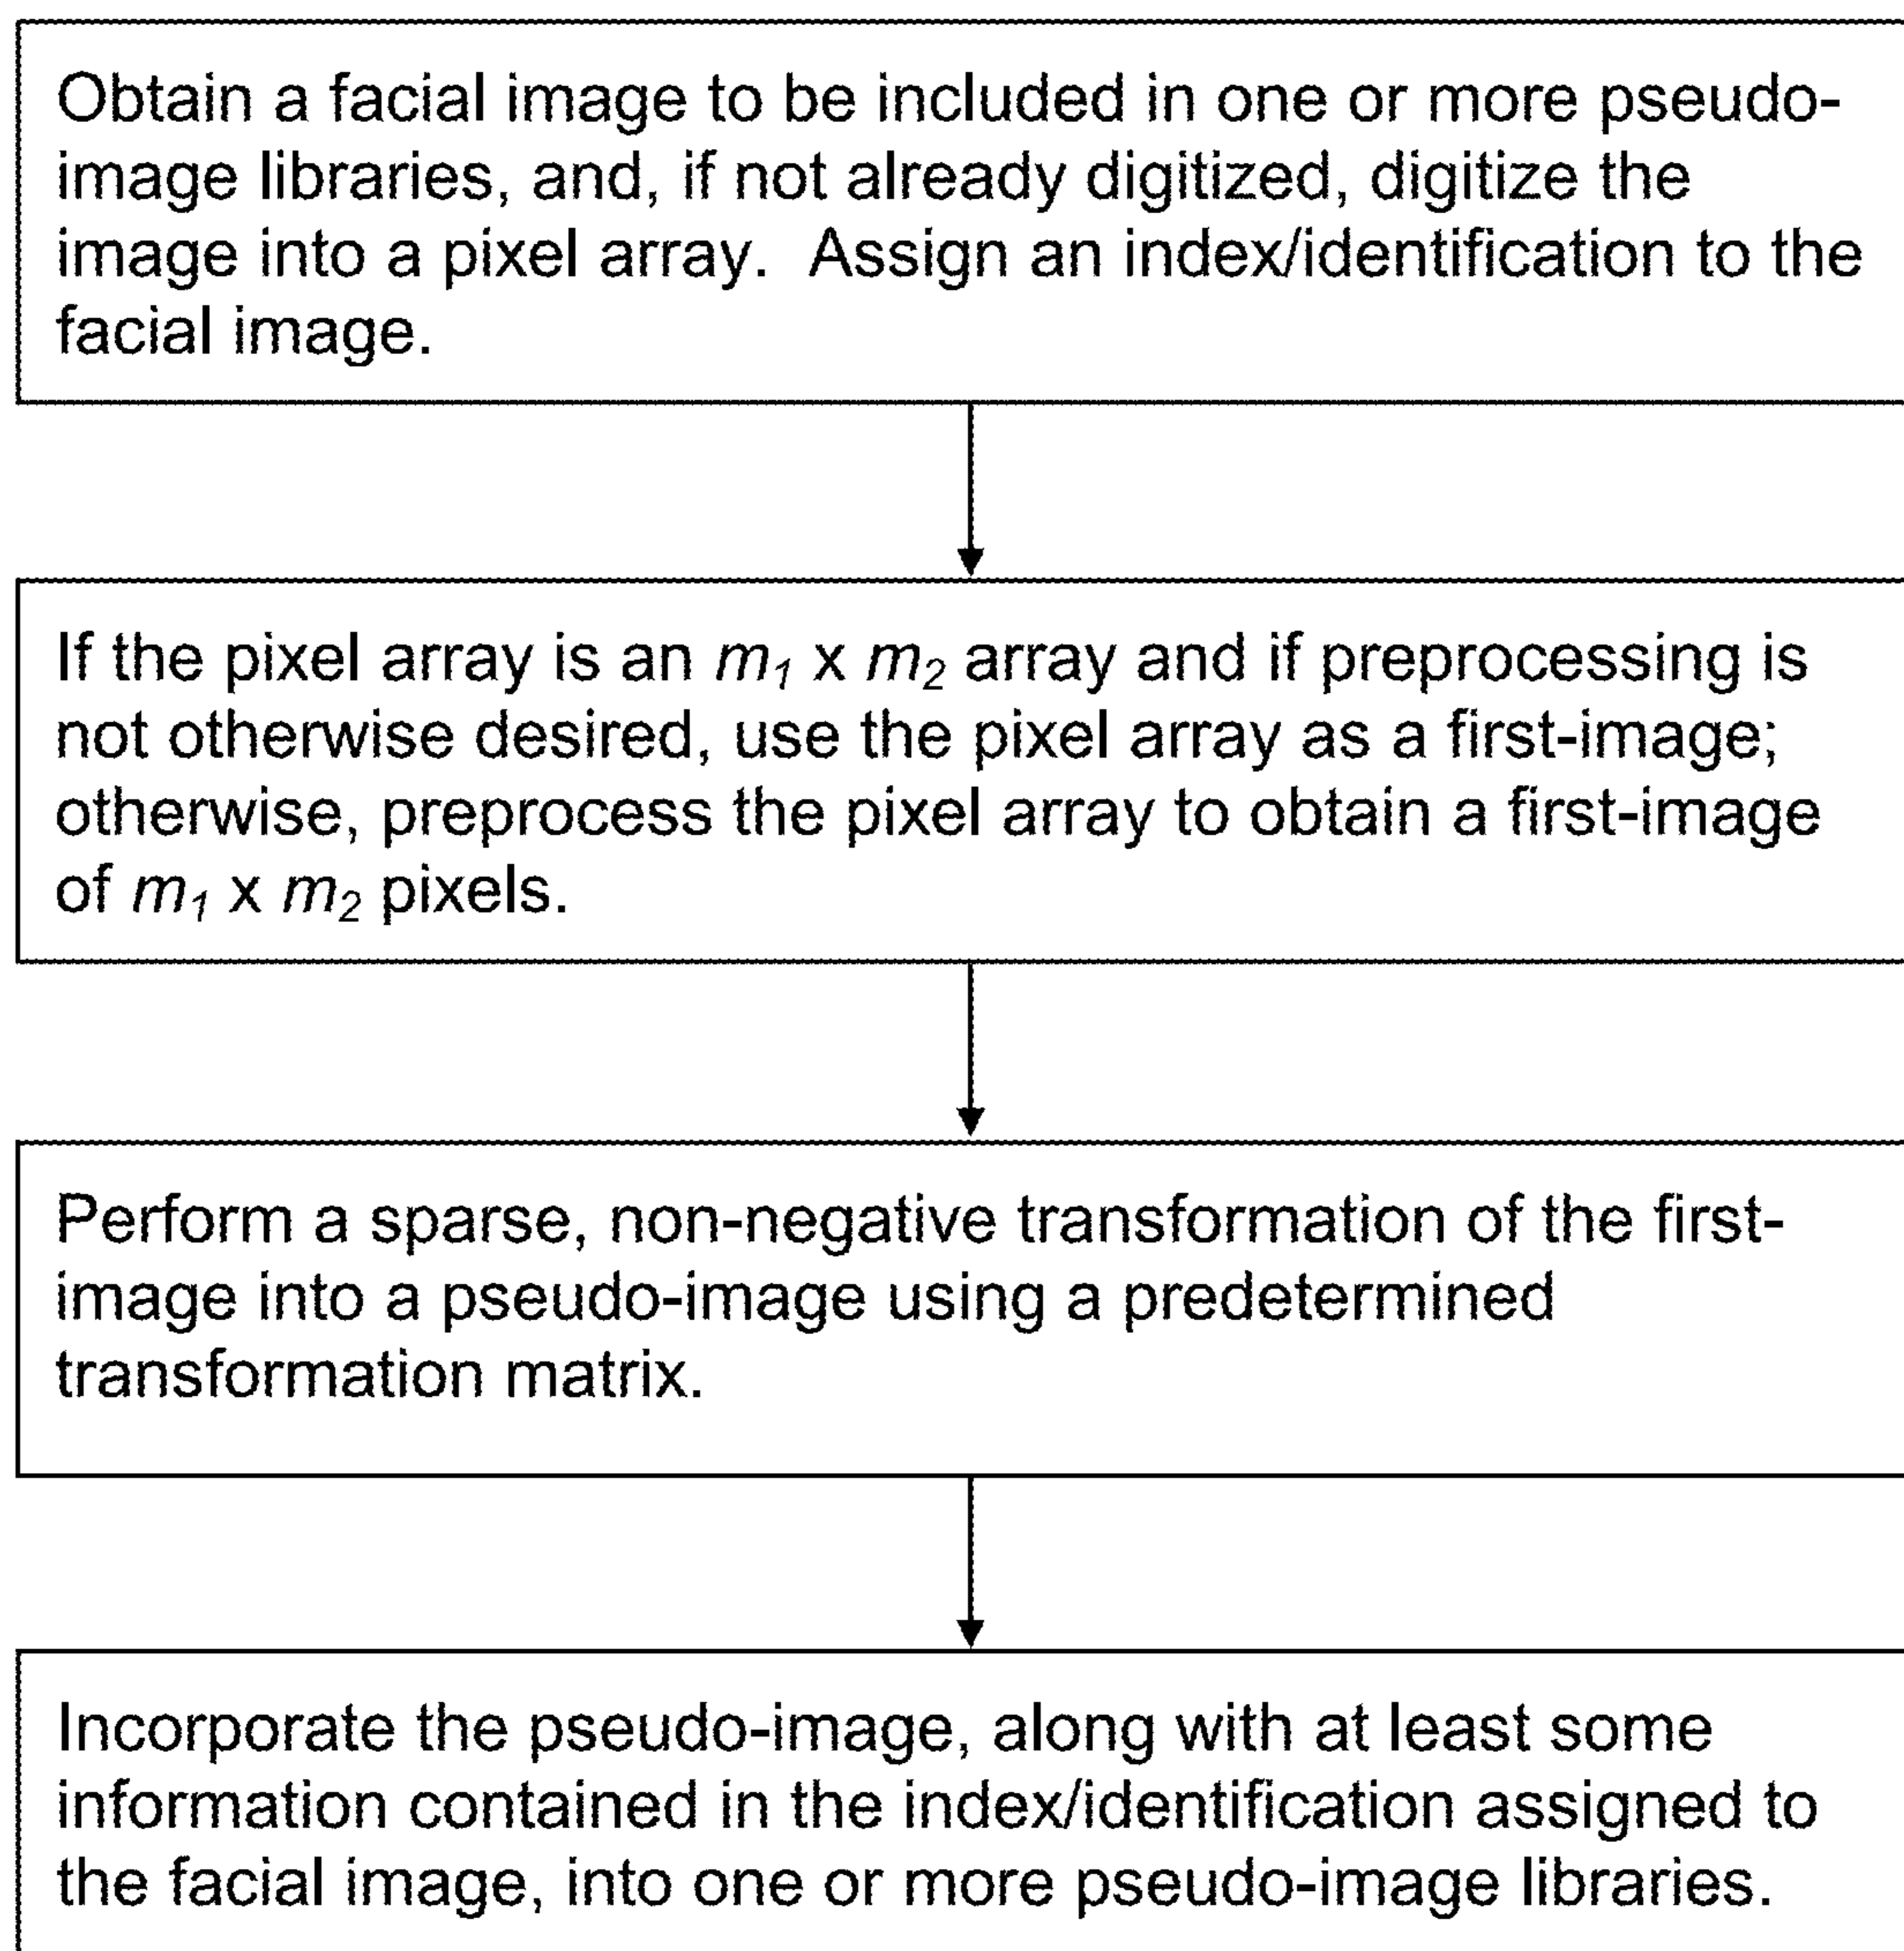 Obtain a facial image to be included in one or more pseudo-
image libraries, and, if not already digitized, digitize the
image into a pixel array.  Assign an index/identification to the
facial image.
If the pixel array is an m₁ x m₂ array and if preprocessing is
not otherwise desired, use the pixel array as a first-image;
otherwise, preprocess the pixel array to obtain a first-image
of m₁ x m₂ pixels.
Perform a sparse, non-negative transformation of the first-
image into a pseudo-image using a predetermined
transformation matrix.
Incorporate the pseudo-image, along with at least some
information contained in the index/identification assigned to
the facial image, into one or more pseudo-image libraries.